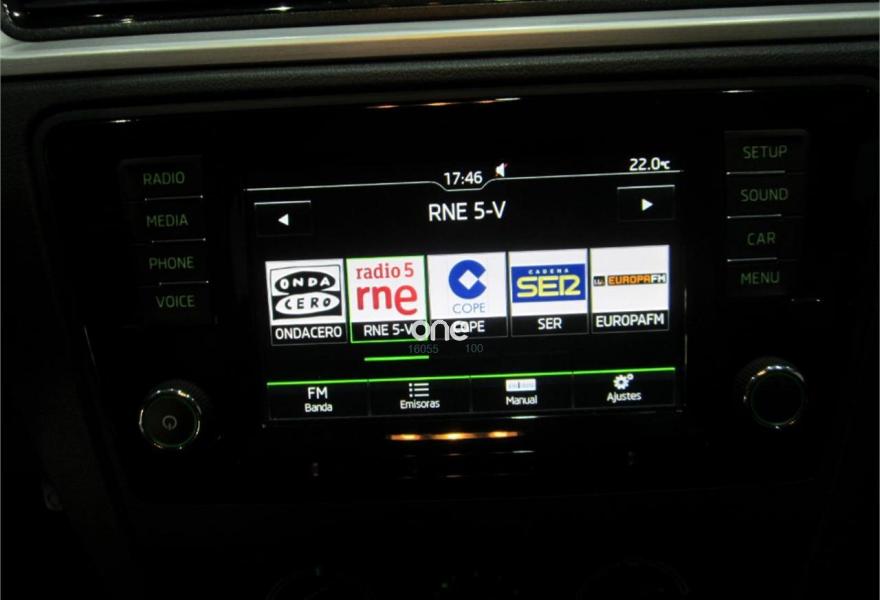 RADIO
MEDIA
PHONE
VOICE
17:46
22.0°C
RNE 5-V
ONDA
CERO
ONDACERO
radio 5
rne
RNE 5-V
COPE
CADENA
SER
SER
EUROPAFM
EUROPAFM
one
16055 100
FM
Banda
Emisoras
Manual
Ajustes
SETUP
SOUND
CAR
MENU